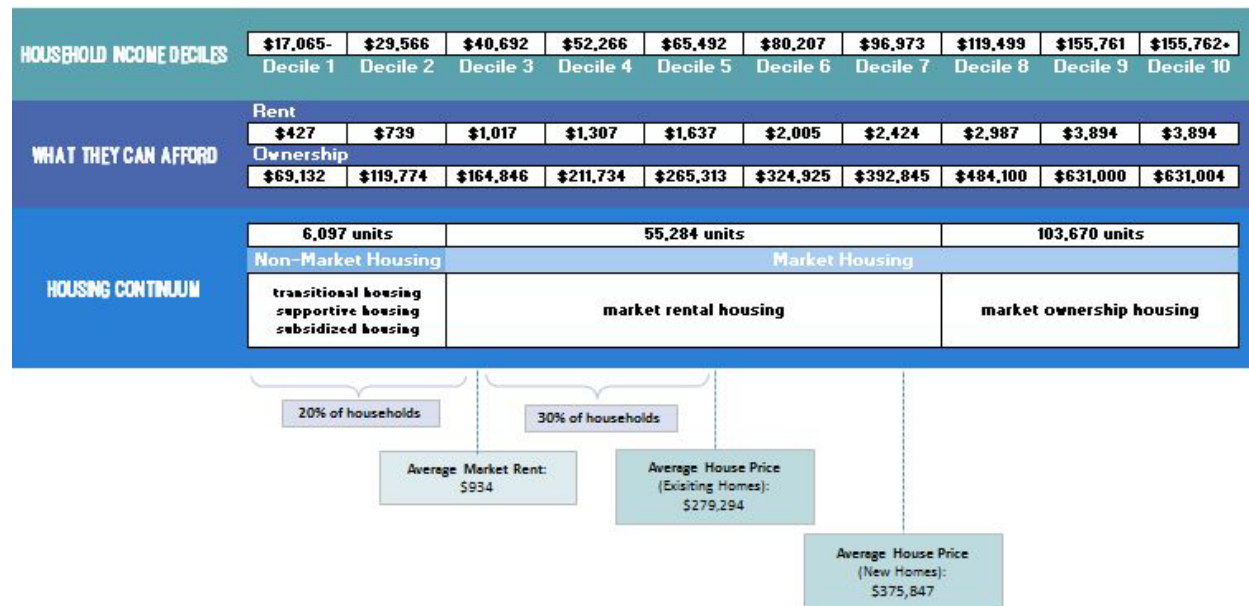 HOUSEHOLD INCOME DECILES
$17,065- $29,566 $40,692 $52,266 $65,492 $80,207 $96,973 $119,499 $155,761 $155,762+
Decile 1 Decile 2 Decile 3 Decile 4 Decile 5 Decile 6 Decile 7 Decile 8 Decile 9 Decile 10
WHAT THEY CAN AFFORD
Rent
$427 $739 $1,017 $1,307 $1,637 $2,005 $2,424 $2,987 $3,894 $3,894
Ownership
$69,132 $119,774 $164,846 $211,734 $265,313 $324,925 $392,845 $484,100 $631,000 $631,004
HOUSING CONTINUUM
6,097 units 55,284 units 103,670 units
Non-Market Housing Market Housing
transitional housing
supportive housing
subsidized housing
market rental housing market ownership housing
20% of households
30% of households
Average Market Rent:
$934
Average House Price
(Exisiting Homes):
$279,294
Average House Price
(New Homes):
$375,847